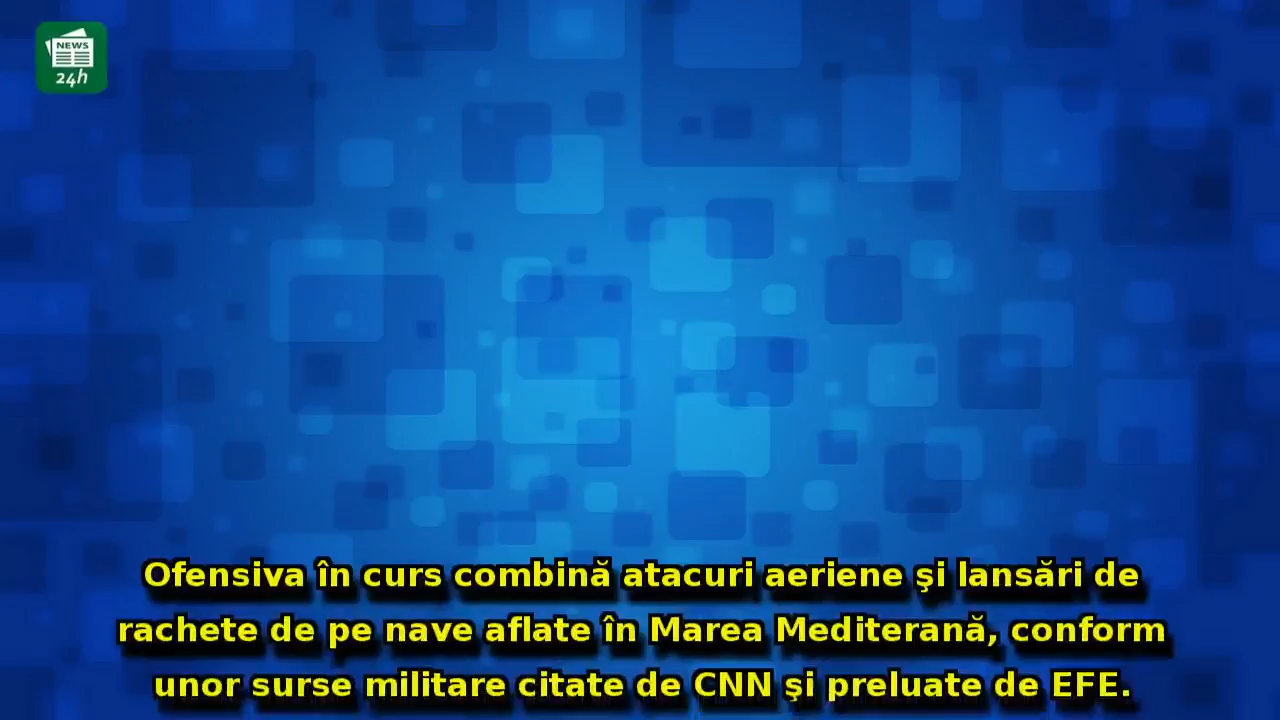 NEWS
24h
Ofensiva în curs combină atacuri aeriene şi lansări de
rachete de pe nave aflate în Marea Mediterană, conform
unor surse militare citate de CNN şi preluate de EFE.